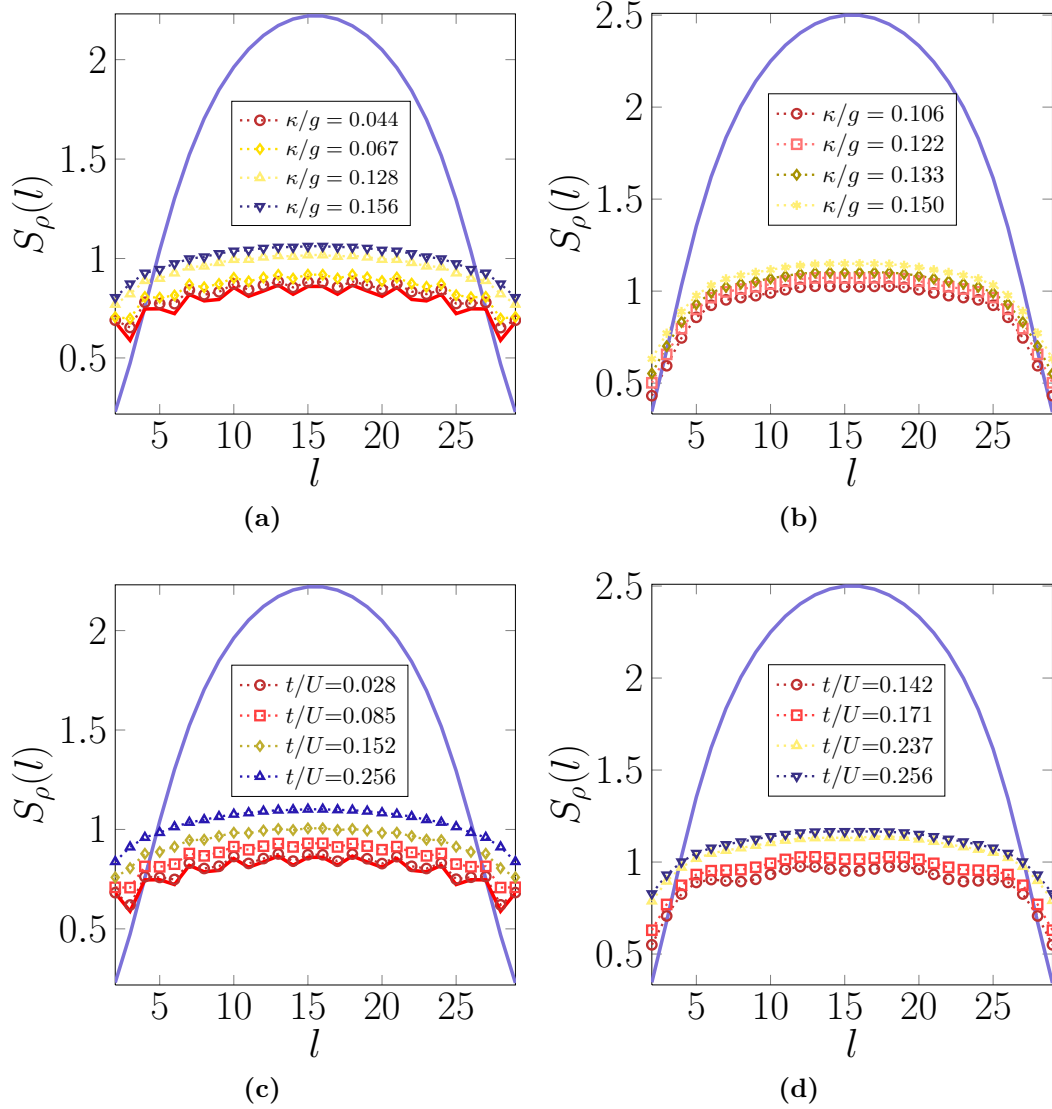 2
1.5
1
0.5
S_ρ(l)
κ/g = 0.044
κ/g = 0.067
κ/g = 0.128
κ/g = 0.156
5 10 15 20 25
l
(a)
2.5
2
1.5
1
0.5
S_ρ(l)
κ/g = 0.106
κ/g = 0.122
κ/g = 0.133
κ/g = 0.150
5 10 15 20 25
l
(b)
2
1.5
1
0.5
S_ρ(l)
t/U=0.028
t/U=0.085
t/U=0.152
t/U=0.256
5 10 15 20 25
l
(c)
2.5
2
1.5
1
0.5
S_ρ(l)
t/U=0.142
t/U=0.171
t/U=0.237
t/U=0.256
5 10 15 20 25
l
(d)